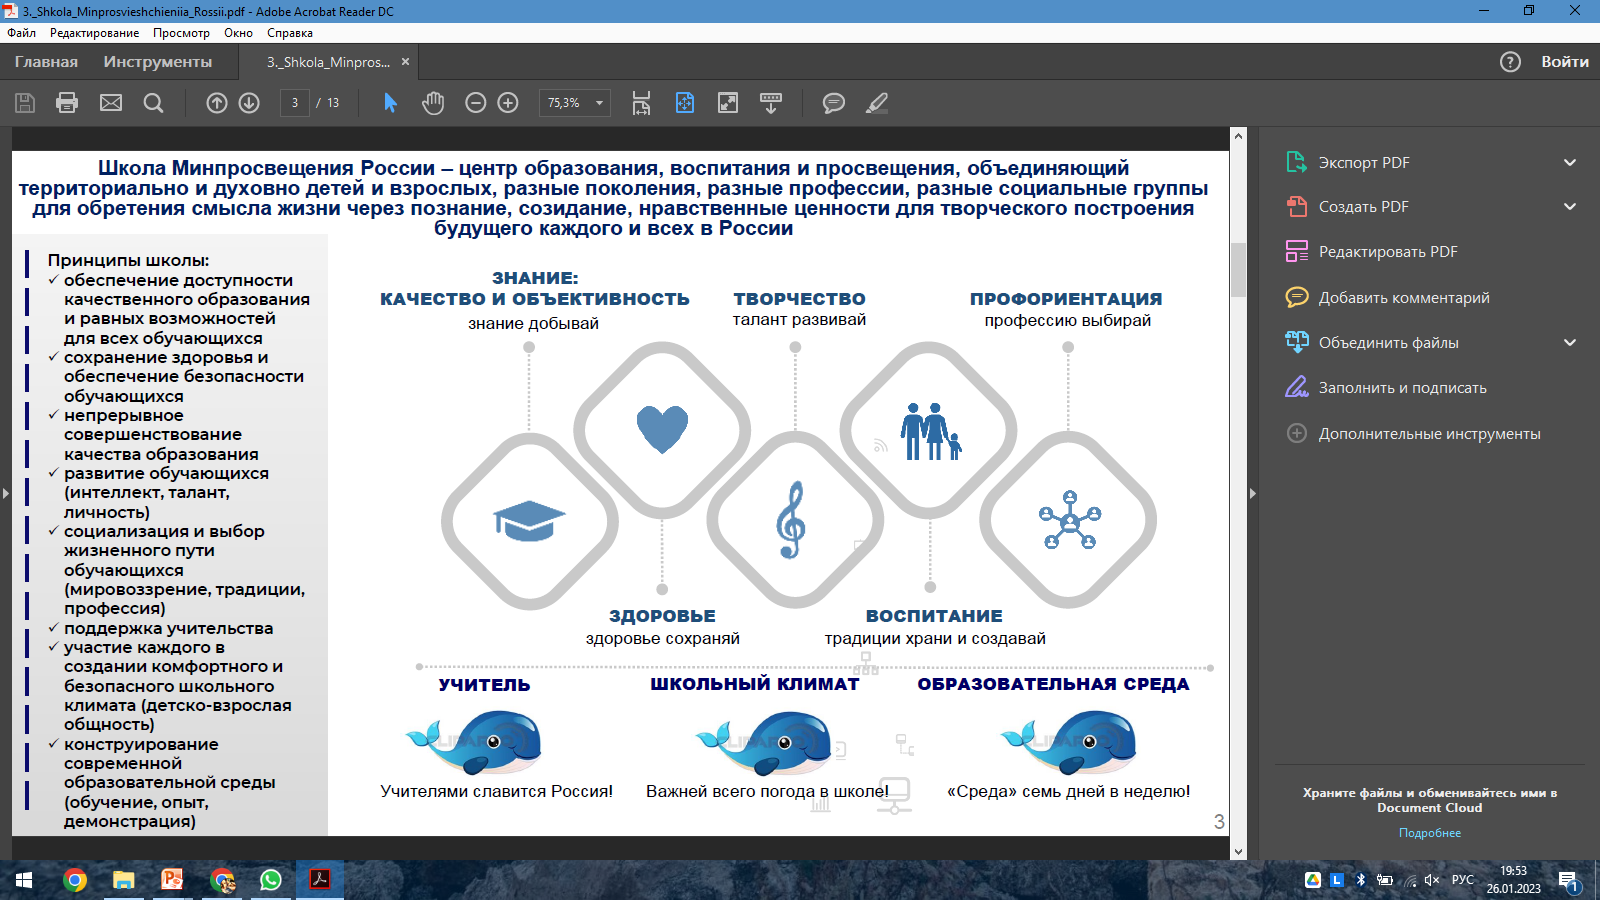 3._Shkola_Minprosvieshchieniia_Rossii.pdf - Adobe Acrobat Reader DC
Файл Редактирование Просмотр Окно Справка
Главная Инструменты 3._Shkola_Minpros... × ? Войти
3 / 13 75,3%
Школа Минпросвещения России – центр образования, воспитания и просвещения, объединяющий
территориально и духовно детей и взрослых, разные поколения, разные профессии, разные социальные группы
для обретения смысла жизни через познание, созидание, нравственные ценности для творческого построения
будущего каждого и всех в России
Принципы школы:
✓ обеспечение доступности
качественного образования
и равных возможностей
для всех обучающихся
✓ сохранение здоровья и
обеспечение безопасности
обучающихся
✓ непрерывное
совершенствование
качества образования
✓ развитие обучающихся
(интеллект, талант,
личность)
✓ социализация и выбор
жизненного пути
обучающихся
(мировоззрение, традиции,
профессия)
✓ поддержка учительства
✓ участие каждого в
создании комфортного и
безопасного школьного
климата (детско-взрослая
общность)
✓ конструирование
современной
образовательной среды
(обучение, опыт,
демонстрация)
ЗНАНИЕ:
КАЧЕСТВО И ОБЪЕКТИВНОСТЬ
знание добывай
ТВОРЧЕСТВО
талант развивай
ПРОФОРИЕНТАЦИЯ
профессию выбирай
ЗДОРОВЬЕ
здоровье сохраняй
ВОСПИТАНИЕ
традиции храни и создавай
УЧИТЕЛЬ
Учителями славится Россия!
ШКОЛЬНЫЙ КЛИМАТ
Важней всего погода в школе!
ОБРАЗОВАТЕЛЬНАЯ СРЕДА
«Среда» семь дней в неделю!
3
Экспорт PDF
Создать PDF
Редактировать PDF
Добавить комментарий
Объединить файлы
Заполнить и подписать
Дополнительные инструменты
Храните файлы и обменивайтесь ими в
Document Cloud
Подробнее
РУС
19:53
26.01.2023
1